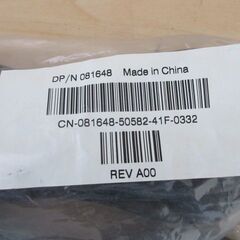 DP/N 081648 Made in China
CN-081648-50582-41F-0332
REV A00